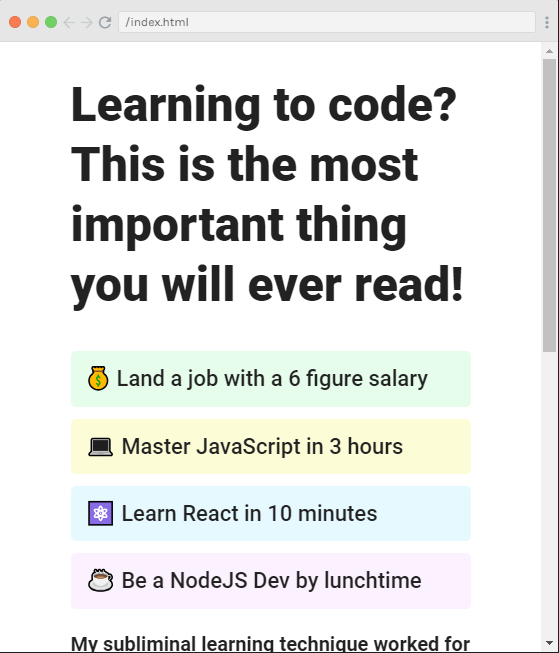 /index.html
Learning to code?
This is the most
important thing
you will ever read!
💰 Land a job with a 6 figure salary
💻 Master JavaScript in 3 hours
⚛️ Learn React in 10 minutes
☕ Be a NodeJS Dev by lunchtime
My subliminal learning technique worked for